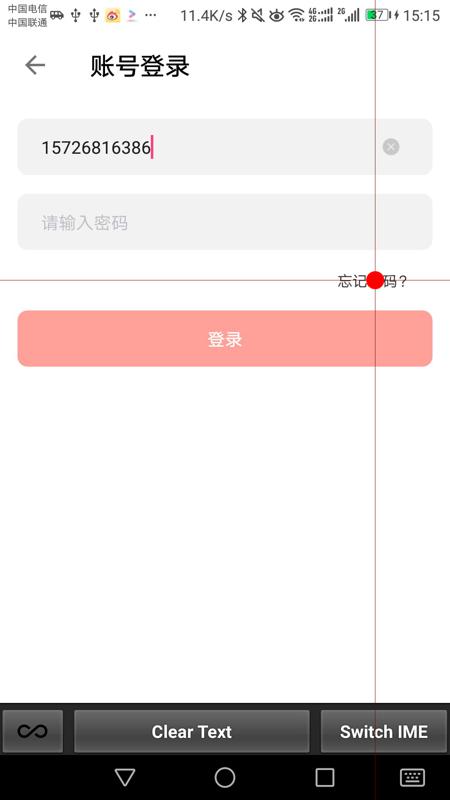 中国电信
中国联通
11.4K/s
4G
2G
2G
37
15:15
账号登录
15726816386
请输入密码
忘记 码？
登录
Clear Text
Switch IME